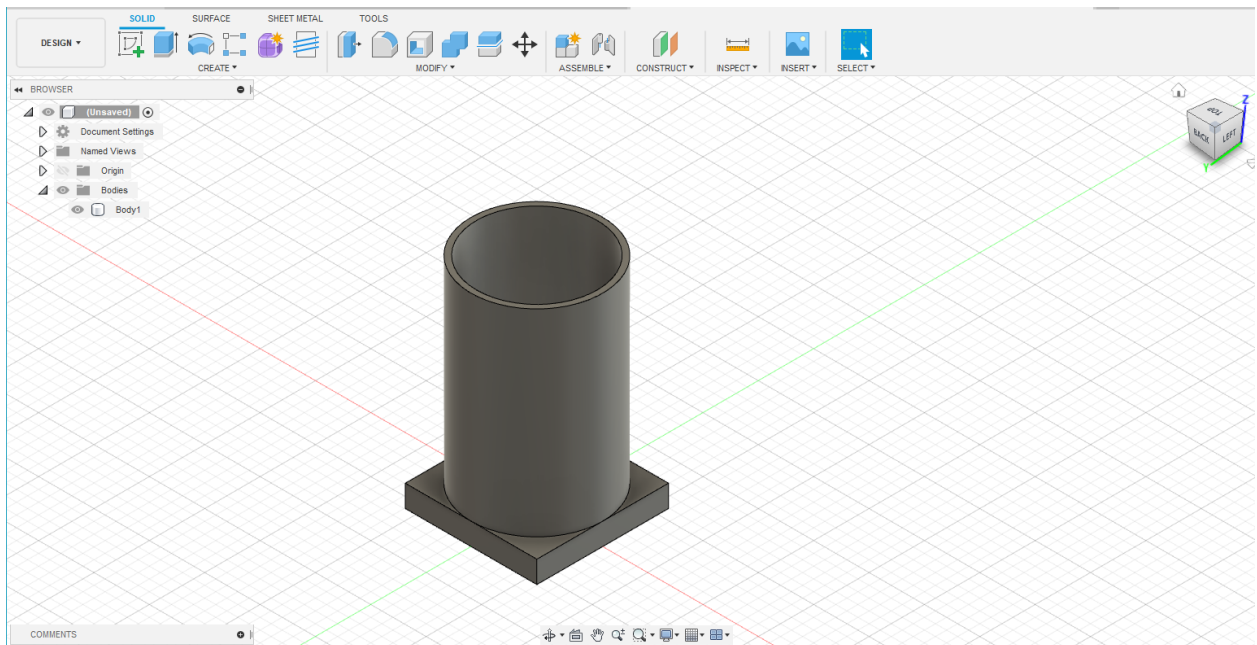 SOLID SURFACE SHEET METAL TOOLS
DESIGN
CREATE MODIFY ASSEMBLE CONSTRUCT INSPECT INSERT SELECT
BROWSER
(Unsaved)
Document Settings
Named Views
Origin
Bodies
Body1
Z
TOP
BACK LEFT
Y
COMMENTS